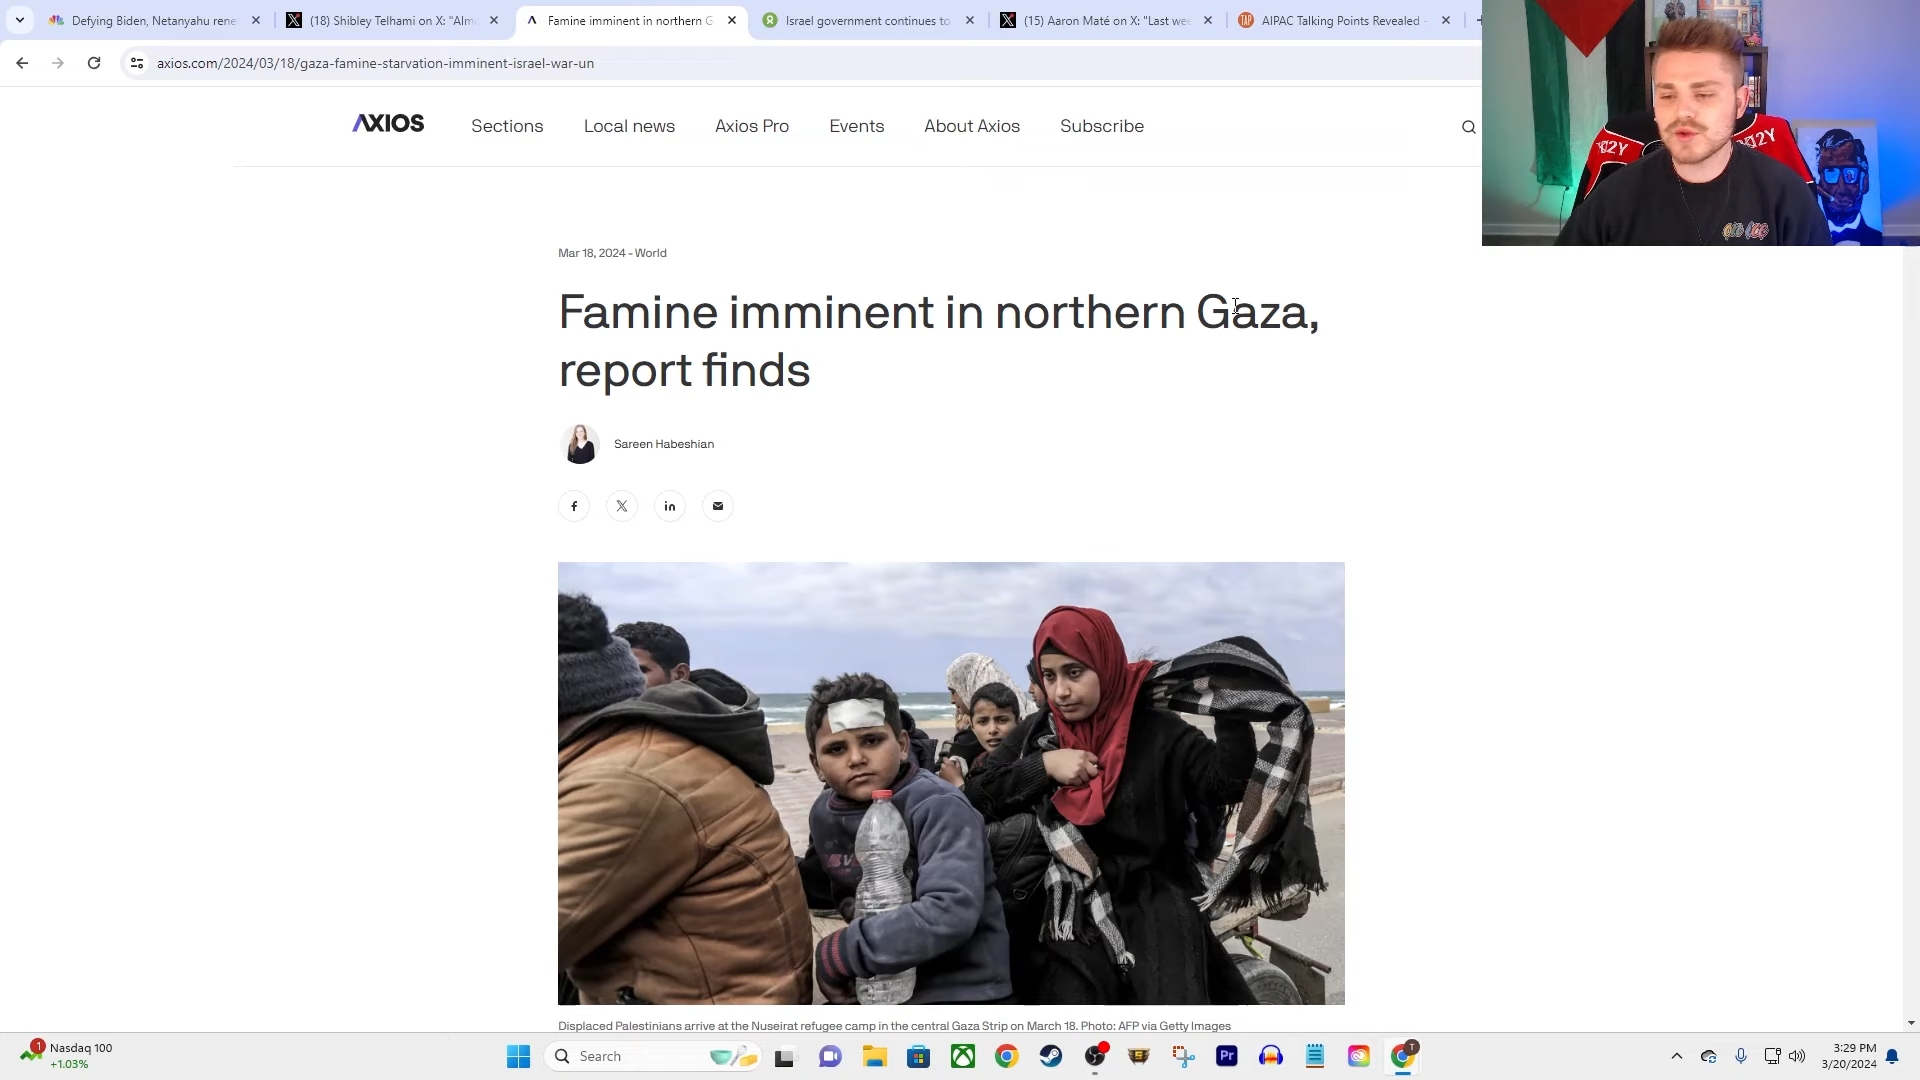 Defying Biden, Netanyahu rene
(18) Shibley Telhami on X: "Alm
Famine imminent in northern G
Israel government continues to
(15) Aaron Maté on X: "Last we
TAP
AIPAC Talking Points Revealed -
axios.com/2024/03/18/gaza-famine-starvation-imminent-israel-war-un
AXIOS
Sections
Local news
Axios Pro
Events
About Axios
Subscribe
Mar 18, 2024 - World
Famine imminent in northern Gaza,
report finds
Sareen Habeshian
Displaced Palestinians arrive at the Nuseirat refugee camp in the central Gaza Strip on March 18. Photo: AFP via Getty Images
1
Nasdaq 100
+1.03%
Search
Pr
T
3:29 PM
3/20/2024